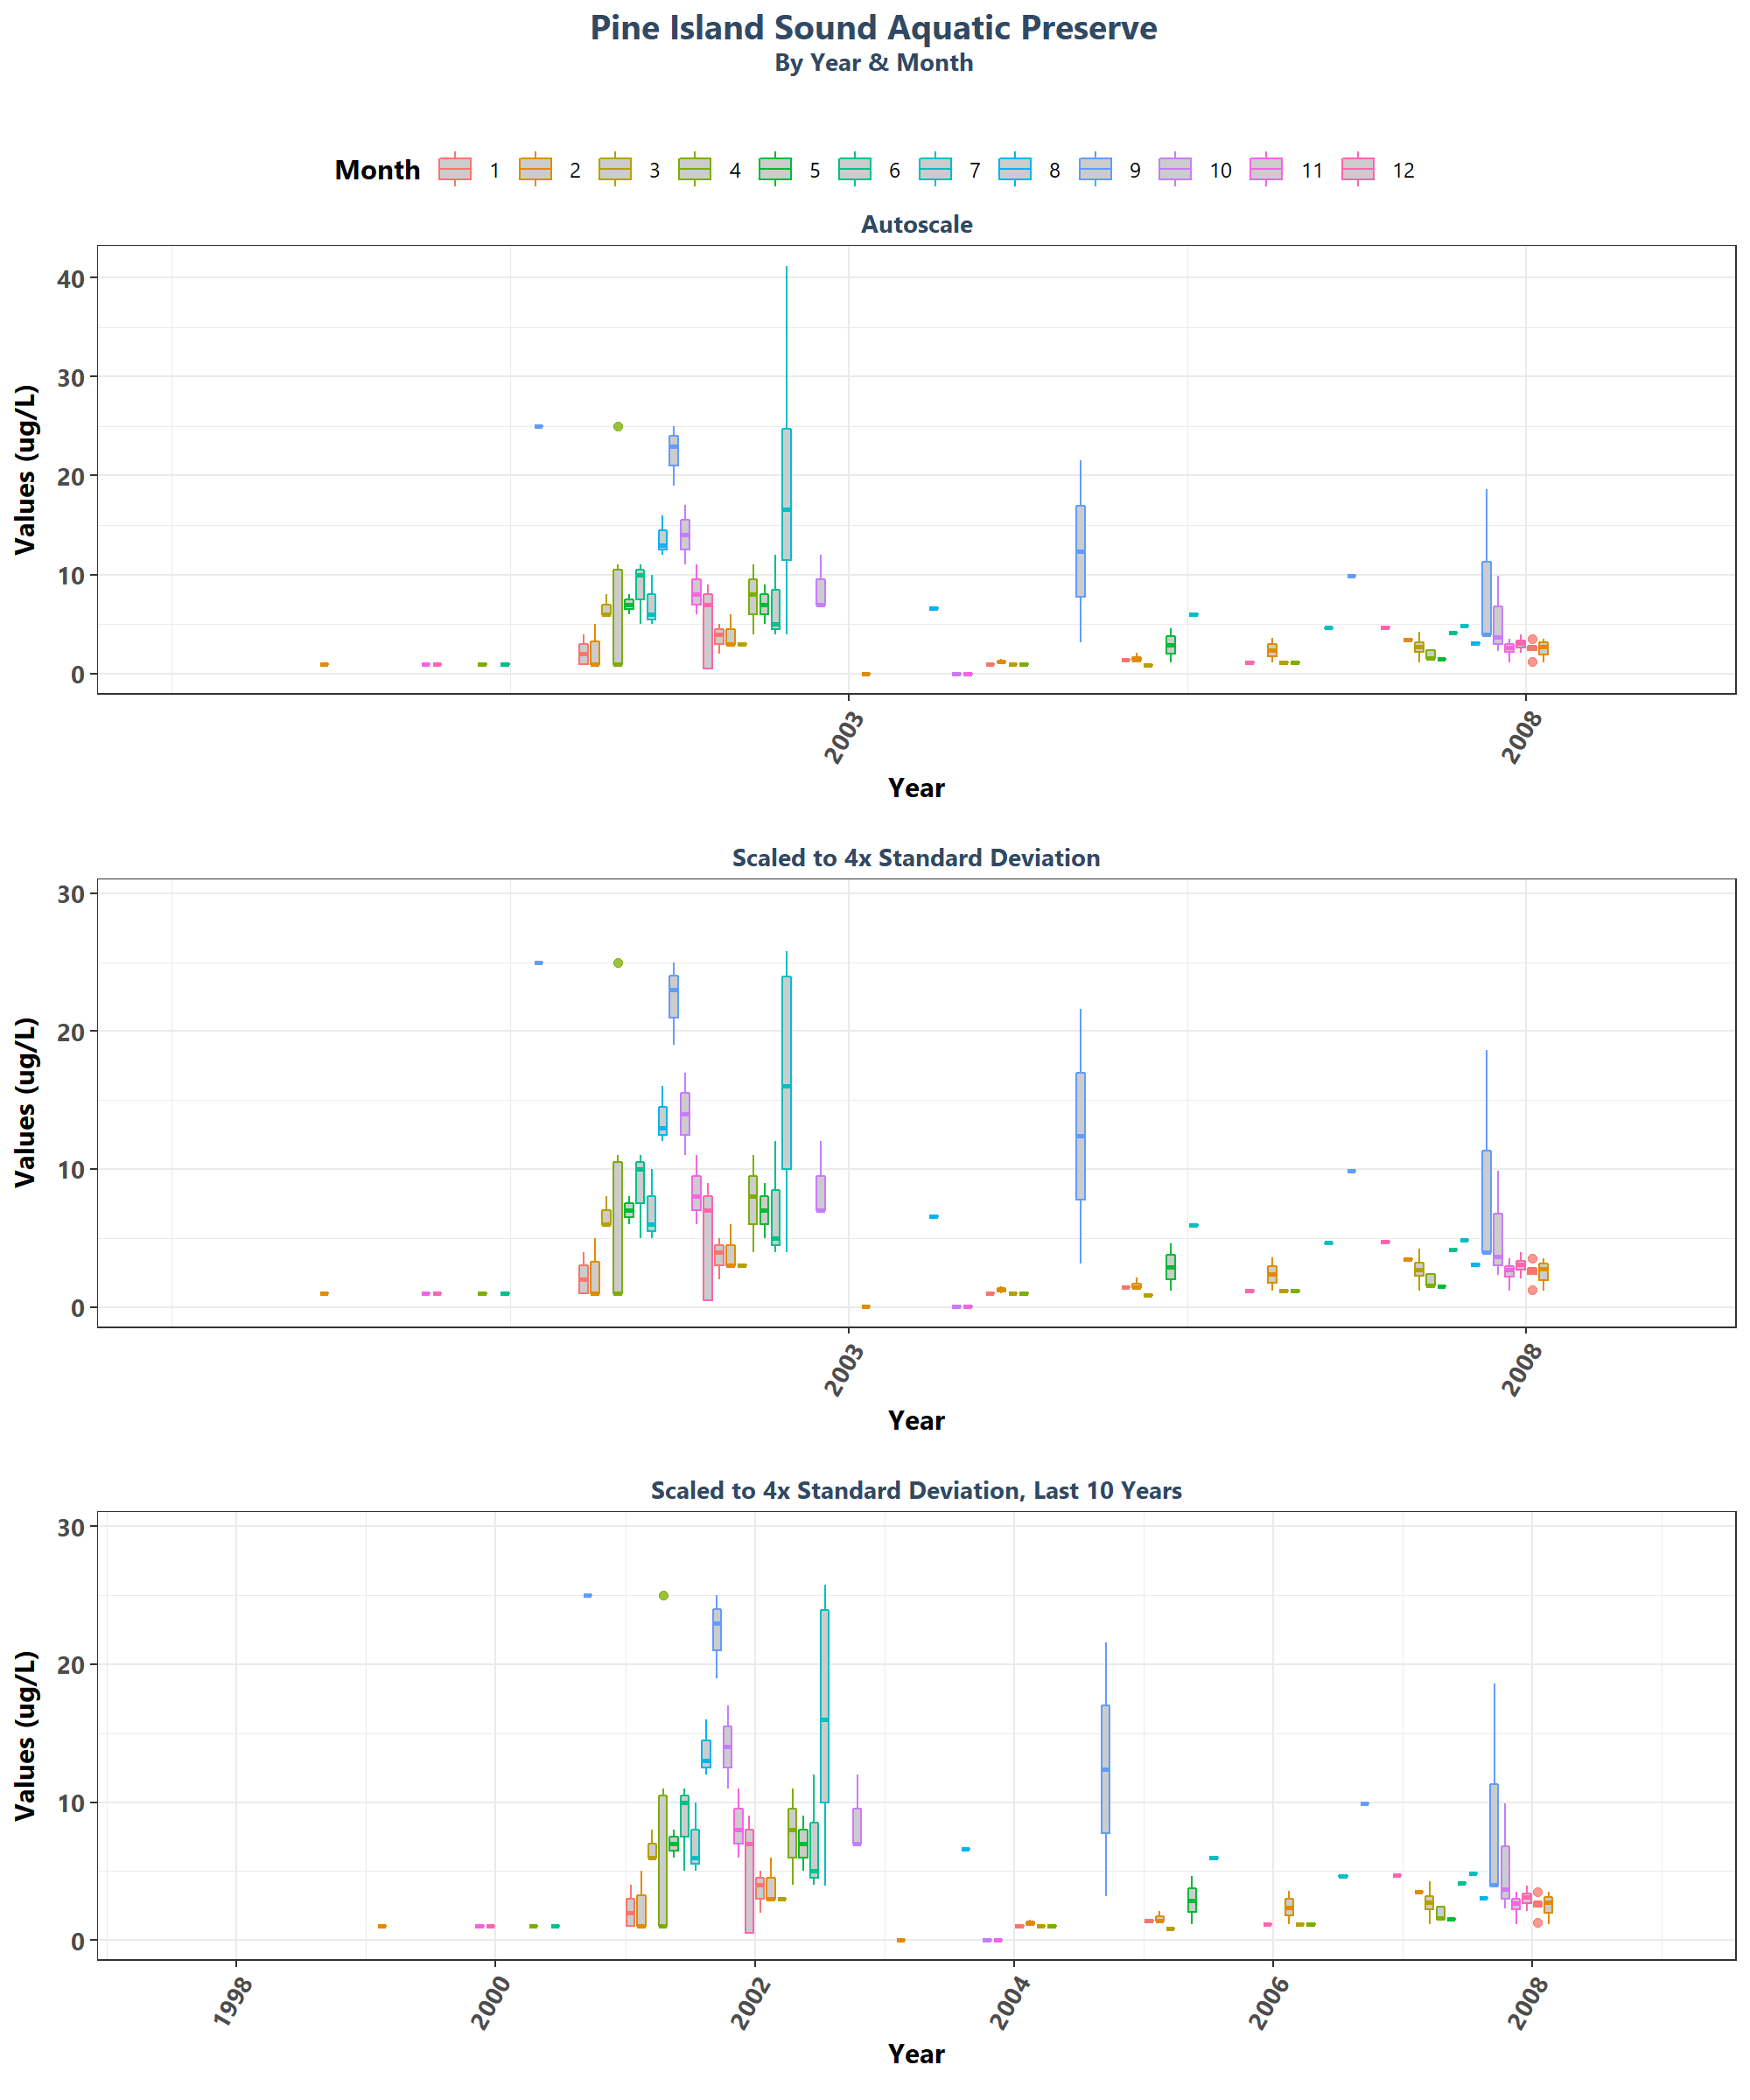 Pine Island Sound Aquatic Preserve
By Year & Month
Month 1 2 3 4 5 6 7 8 9 10 11 12
Autoscale
40
30
20
10
0
Values (ug/L)
2003 2008
Year
Scaled to 4x Standard Deviation
30
20
10
0
Values (ug/L)
2003 2008
Year
Scaled to 4x Standard Deviation, Last 10 Years
30
20
10
0
Values (ug/L)
1998 2000 2002 2004 2006 2008
Year